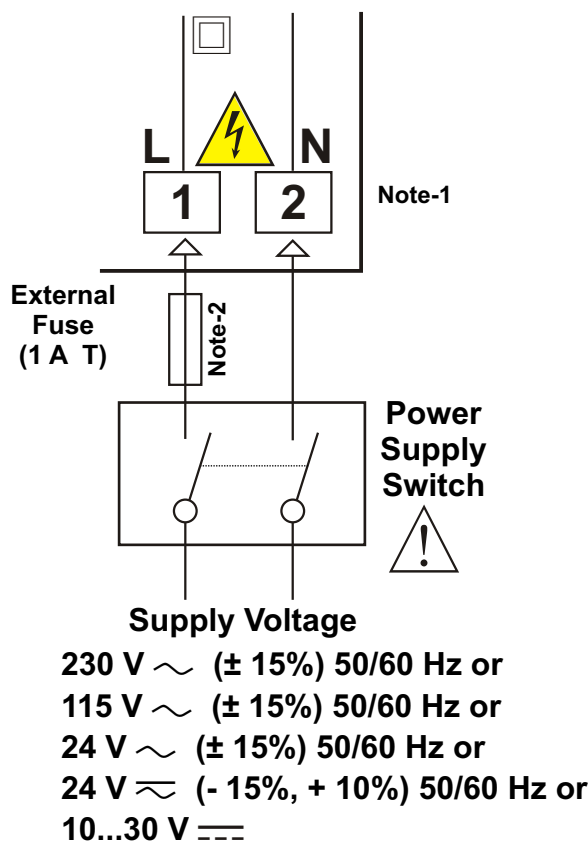 L N
1 2
Note-1
External
Fuse
(1 A T)
Note-2
Power
Supply
Switch
!
Supply Voltage
230 V ~ (± 15%) 50/60 Hz or
115 V ~ (± 15%) 50/60 Hz or
24 V ~ (± 15%) 50/60 Hz or
24 V ⏦ (- 15%, + 10%) 50/60 Hz or
10...30 V ⎓